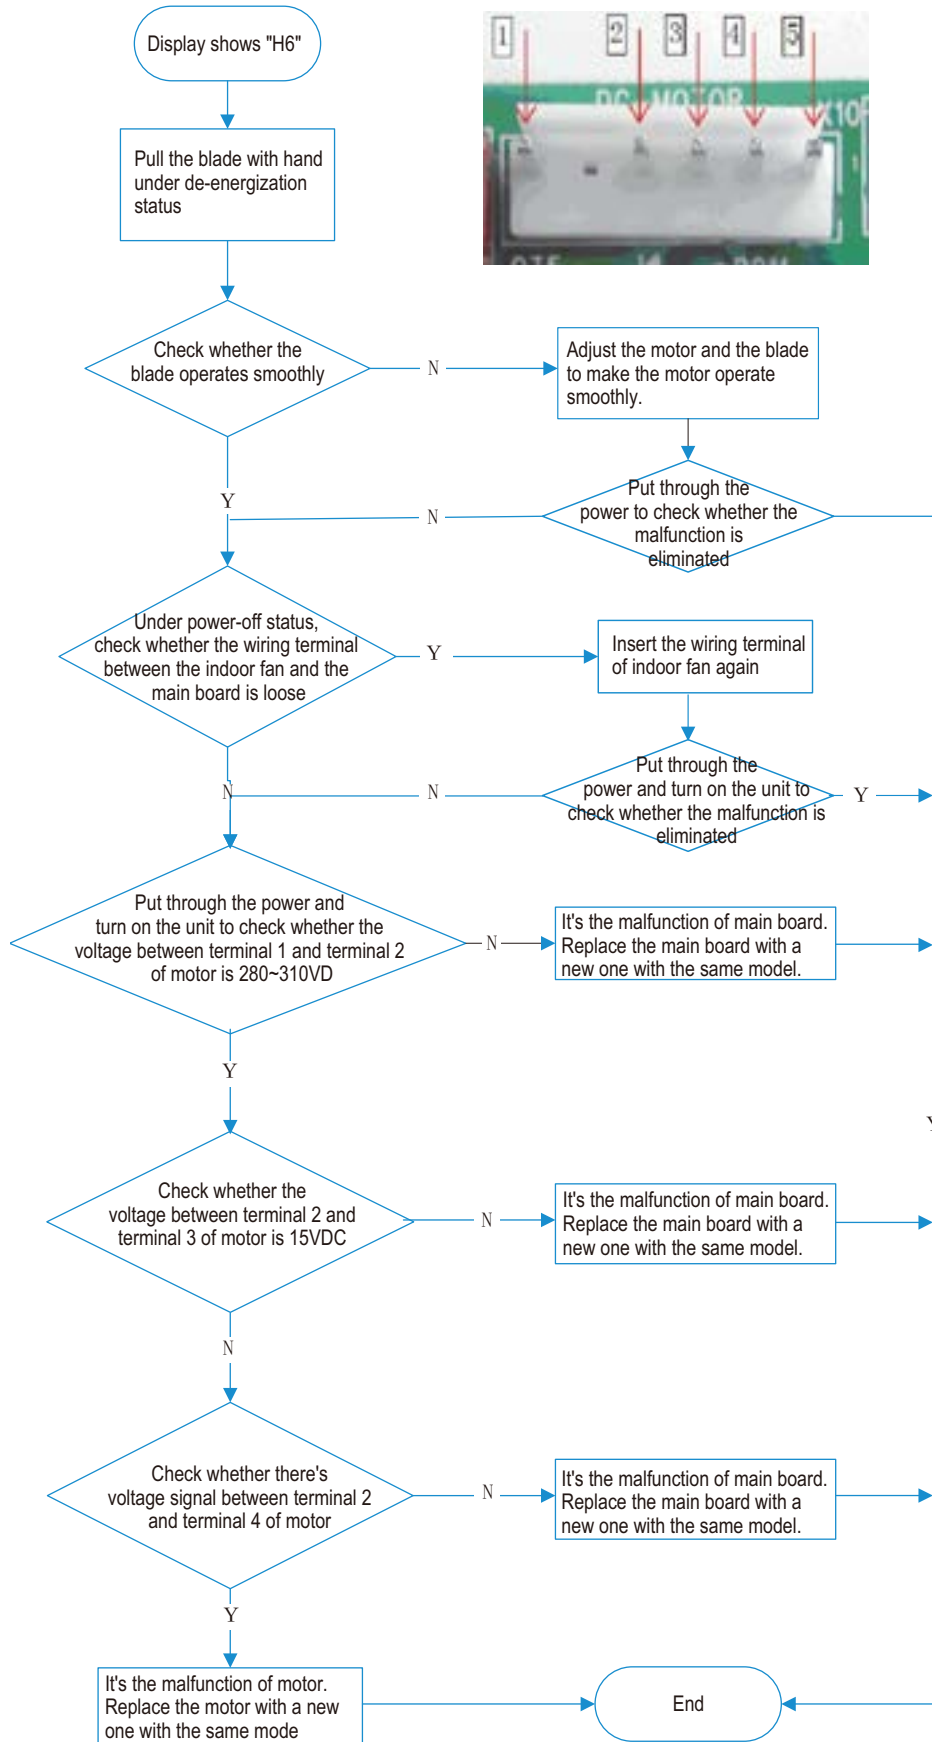 Display shows "H6"
1 2 3 4 5
DC MOTOR
Pull the blade with hand
under de-energization
status
Check whether the
blade operates smoothly
N
Adjust the motor and the blade
to make the motor operate
smoothly.
Y
N
Put through the
power to check whether the
malfunction is
eliminated
Under power-off status,
check whether the wiring terminal
between the indoor fan and the
main board is loose
Y
Insert the wiring terminal
of indoor fan again
N
N
Put through the
power and turn on the unit to
check whether the malfunction is
eliminated
Y
Put through the power and
turn on the unit to check whether the
voltage between terminal 1 and terminal 2
of motor is 280~310VD
N
It's the malfunction of main board.
Replace the main board with a
new one with the same model.
Y
Y
Check whether the
voltage between terminal 2 and
terminal 3 of motor is 15VDC
N
It's the malfunction of main board.
Replace the main board with a
new one with the same model.
N
Check whether there's
voltage signal between terminal 2
and terminal 4 of motor
N
It's the malfunction of main board.
Replace the main board with a
new one with the same model.
Y
It's the malfunction of motor.
Replace the motor with a new
one with the same mode
End